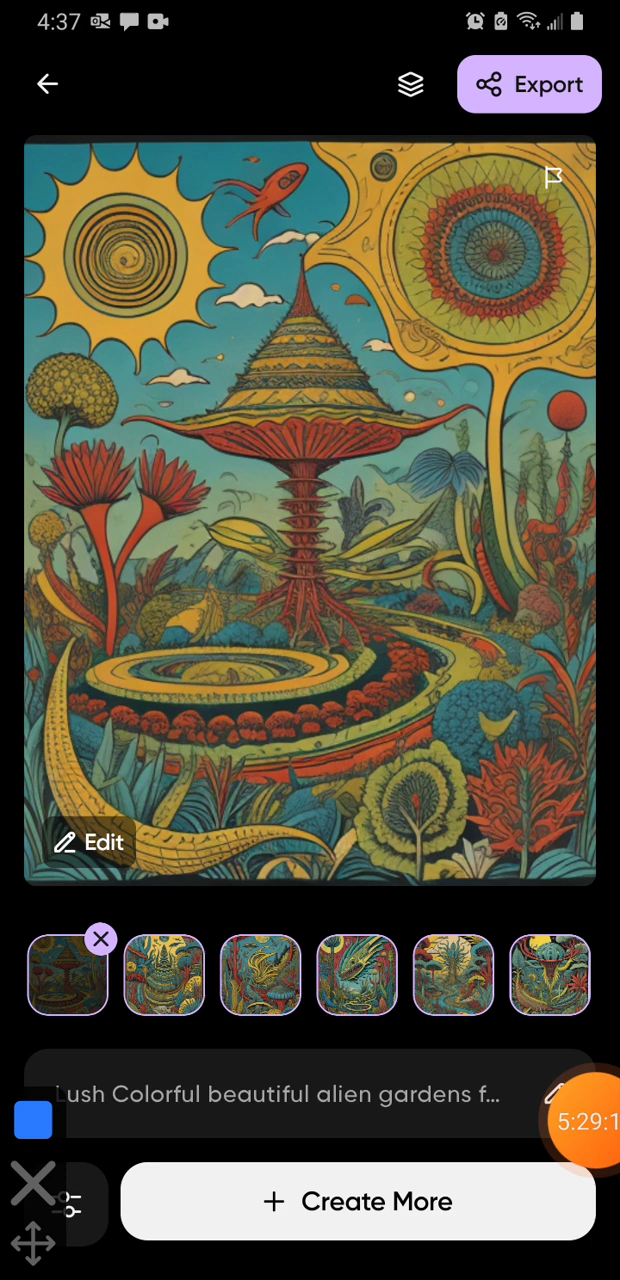 4:37
Export
Edit
Lush Colorful beautiful alien gardens f...
5:29:1
+ Create More